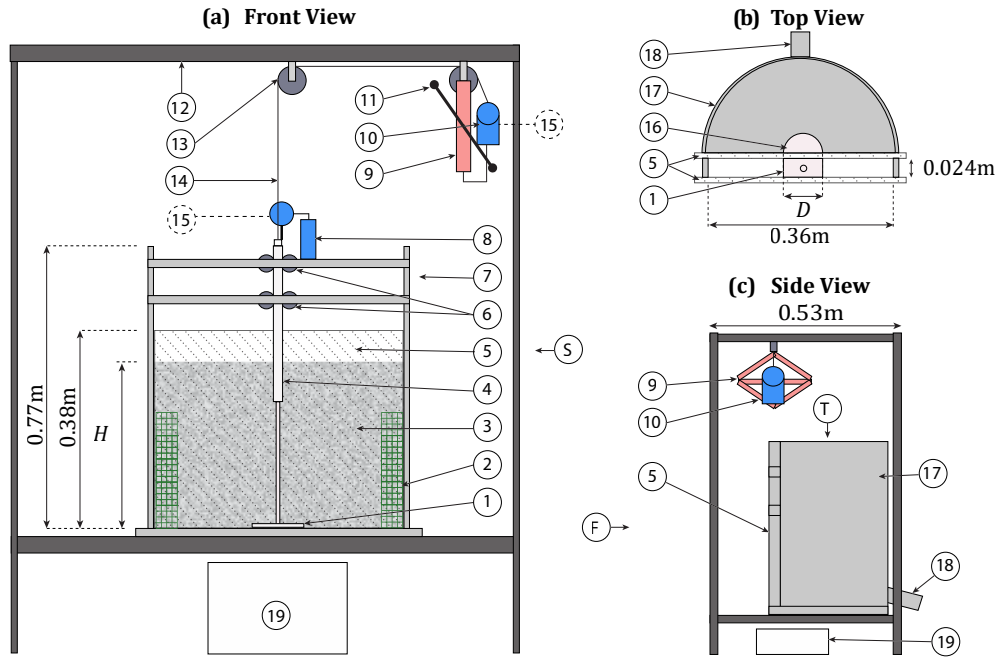 (a) Front View
12
13
14
15
11
10
15
9
8
7
6
5
4
3
2
1
S
0.77m
0.38m
H
19
(b) Top View
18
17
16
5
1
0.024m
D
0.36m
(c) Side View
0.53m
9
10
T
5
17
F
18
19